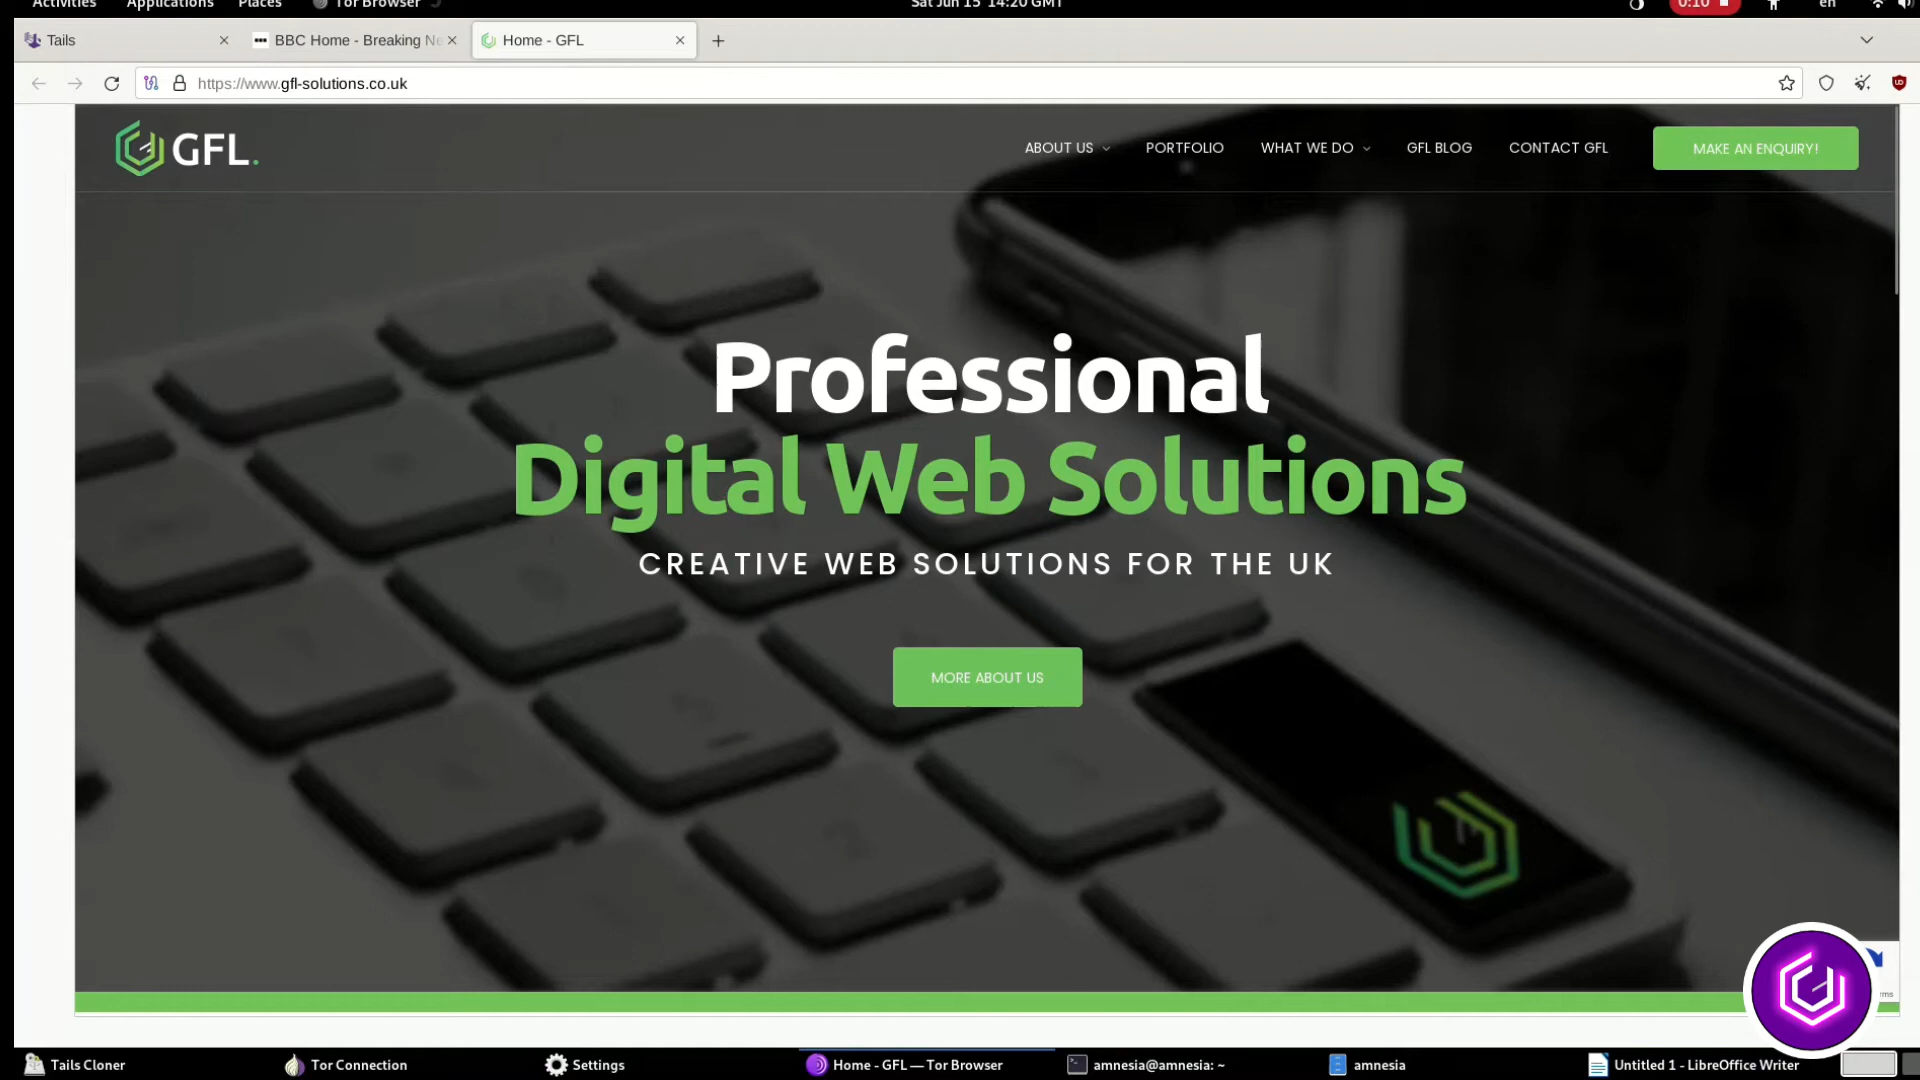 Activities Applications Places Tor Browser Sat Jun 15 14:20 GMT 0:10 en
Tails BBC Home - Breaking Ne Home - GFL
https://www.gfl-solutions.co.uk
GFL. ABOUT US PORTFOLIO WHAT WE DO GFL BLOG CONTACT GFL MAKE AN ENQUIRY!
Professional
Digital Web Solutions
CREATIVE WEB SOLUTIONS FOR THE UK
MORE ABOUT US
Tails Cloner Tor Connection Settings Home - GFL — Tor Browser amnesia@amnesia: ~ amnesia Untitled 1 - LibreOffice Writer